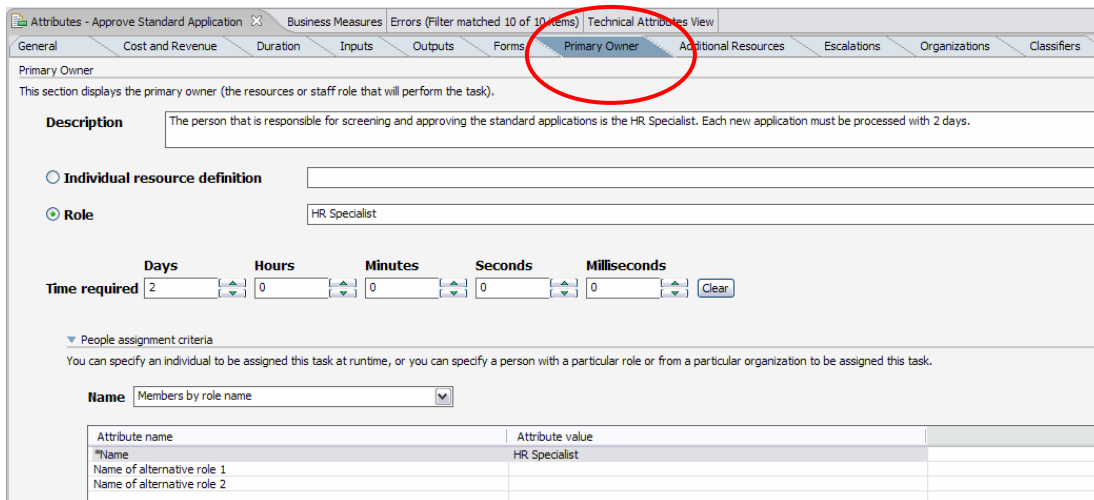 Attributes - Approve Standard Application Business Measures Errors (Filter matched 10 of 10 items) Technical Attributes View
General Cost and Revenue Duration Inputs Outputs Forms Primary Owner Additional Resources Escalations Organizations Classifiers
Primary Owner
This section displays the primary owner (the resources or staff role that will perform the task).
Description The person that is responsible for screening and approving the standard applications is the HR Specialist. Each new application must be processed with 2 days.
Individual resource definition
Role HR Specialist
Days Hours Minutes Seconds Milliseconds
Time required 2 0 0 0 0 Clear
People assignment criteria
You can specify an individual to be assigned this task at runtime, or you can specify a person with a particular role or from a particular organization to be assigned this task.
Name Members by role name
Attribute name Attribute value
*Name HR Specialist
Name of alternative role 1
Name of alternative role 2